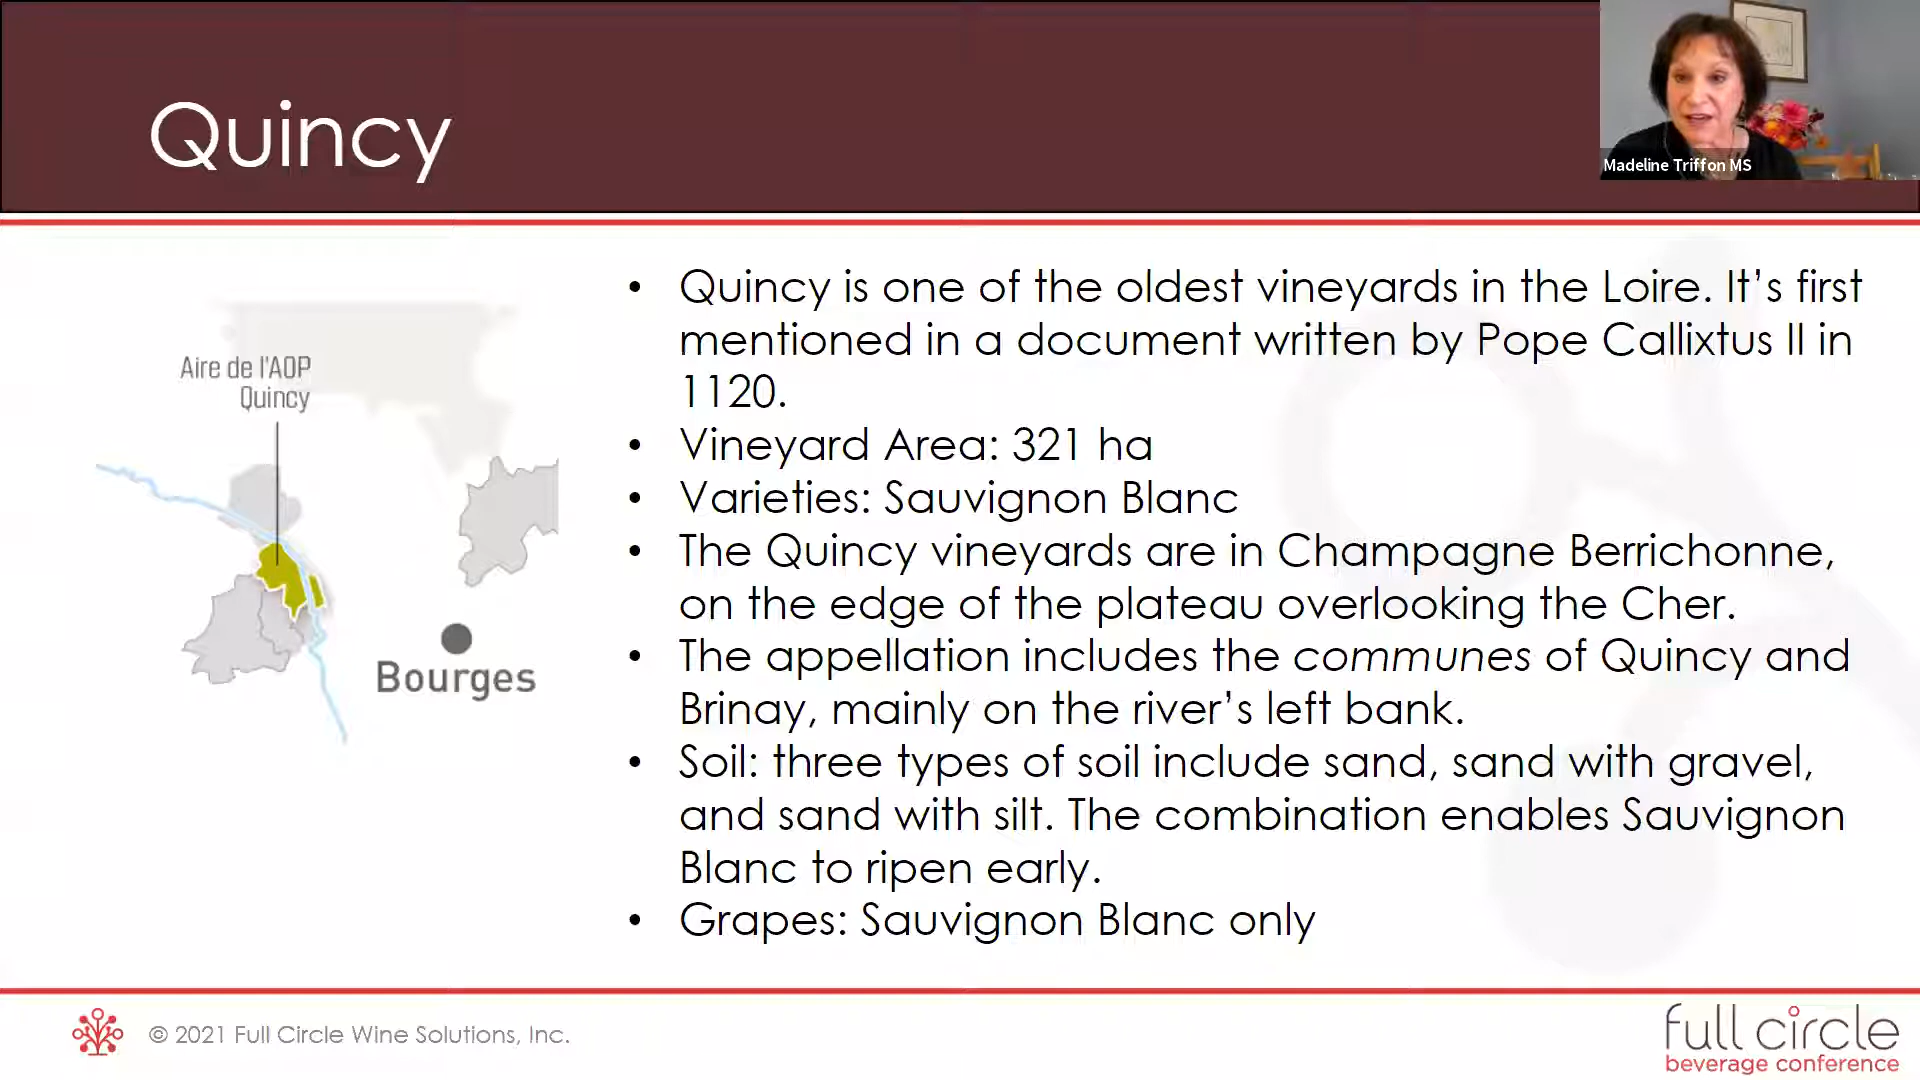 Quincy
Madeline Triffon MS
Aire de l'AOP
Quincy
Bourges
• Quincy is one of the oldest vineyards in the Loire. It’s first
mentioned in a document written by Pope Callixtus II in
1120.
• Vineyard Area: 321 ha
• Varieties: Sauvignon Blanc
• The Quincy vineyards are in Champagne Berrichonne,
on the edge of the plateau overlooking the Cher.
• The appellation includes the communes of Quincy and
Brinay, mainly on the river’s left bank.
• Soil: three types of soil include sand, sand with gravel,
and sand with silt. The combination enables Sauvignon
Blanc to ripen early.
• Grapes: Sauvignon Blanc only
© 2021 Full Circle Wine Solutions, Inc.
full circle
beverage conference